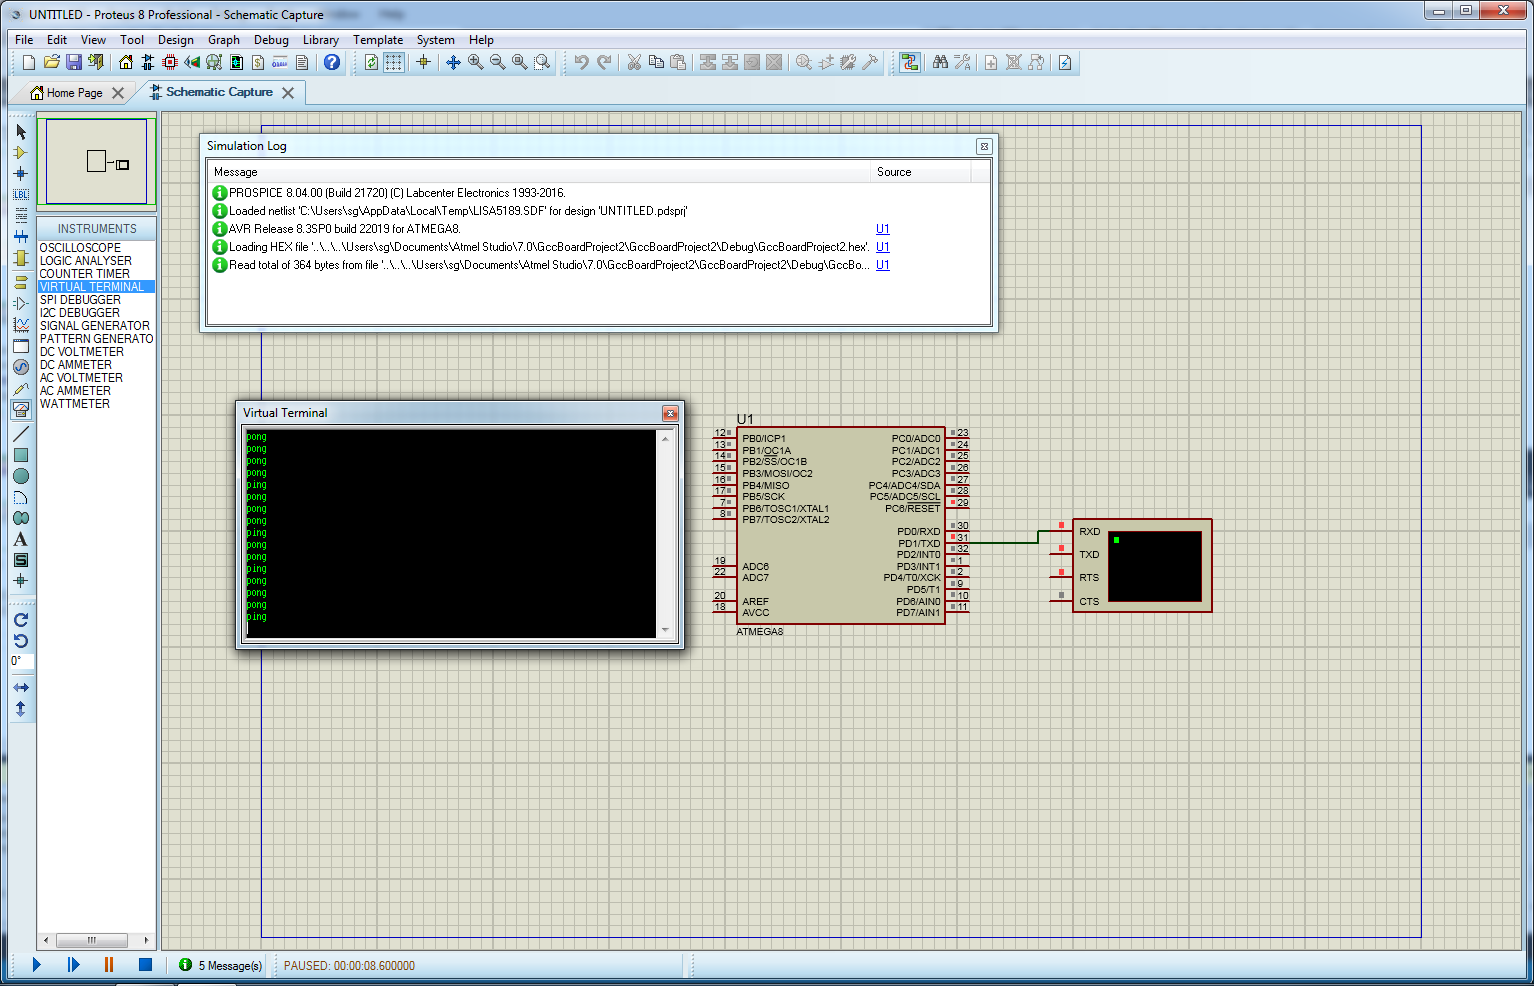 UNTITLED - Proteus 8 Professional - Schematic Capture
File Edit View Tool Design Graph Debug Library Template System Help
Home Page
Schematic Capture
LBL
A
S
0°
INSTRUMENTS
OSCILLOSCOPE
LOGIC ANALYSER
COUNTER TIMER
VIRTUAL TERMINAL
SPI DEBUGGER
I2C DEBUGGER
SIGNAL GENERATOR
PATTERN GENERATO
DC VOLTMETER
DC AMMETER
AC VOLTMETER
AC AMMETER
WATTMETER
Simulation Log
Message Source
PROSPICE 8.04.00 (Build 21720) (C) Labcenter Electronics 1993-2016.
Loaded netlist 'C:\Users\sg\AppData\Local\Temp\LISA5189.SDF' for design 'UNTITLED.pdsprj'
AVR Release 8.3SP0 build 22019 for ATMEGA8. U1
Loading HEX file '..\..\..\Users\sg\Documents\Atmel Studio\7.0\GccBoardProject2\GccBoardProject2\Debug\GccBoardProject2.hex'. U1
Read total of 364 bytes from file '..\..\..\Users\sg\Documents\Atmel Studio\7.0\GccBoardProject2\GccBoardProject2\Debug\GccBo... U1
Virtual Terminal
pong
pong
pong
pong
ping
pong
pong
pong
ping
pong
pong
ping
pong
pong
pong
ping
U1
12 PB0/ICP1 PC0/ADC0 23
13 PB1/OC1A PC1/ADC1 24
14 PB2/SS/OC1B PC2/ADC2 25
15 PB3/MOSI/OC2 PC3/ADC3 26
16 PB4/MISO PC4/ADC4/SDA 27
17 PB5/SCK PC5/ADC5/SCL 28
7 PB6/TOSC1/XTAL1 PC6/RESET 29
8 PB7/TOSC2/XTAL2
PD0/RXD 30
PD1/TXD 31
PD2/INT0 32
19 ADC6 PD3/INT1 1
22 ADC7 PD4/T0/XCK 2
PD5/T1 9
20 AREF PD6/AIN0 10
18 AVCC PD7/AIN1 11
ATMEGA8
RXD
TXD
RTS
CTS
5 Message(s) PAUSED: 00:00:08.600000